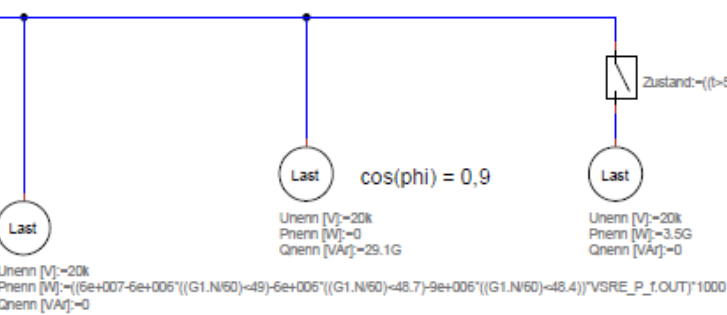 Zustand:=((t>5
Last
cos(phi) = 0,9
Last
Unenn [V]:=20k
Pnenn [W]:=0
Qnenn [VAr]:=29.1G
Unenn [V]:=20k
Pnenn [W]:=3.5G
Qnenn [VAr]:=0
Last
Unenn [V]:=20k
Pnenn [W]:=((6e+007-6e+006*((G1.N/60)<49)-6e+006*((G1.N/60)<48.7)-9e+006*((G1.N/60)<48.4))*VSRE_P_f.OUT)*1000
Qnenn [VAr]:=0